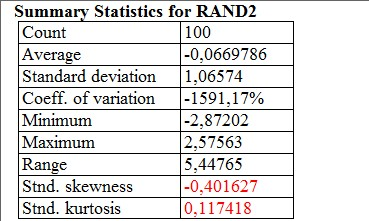 Summary Statistics for RAND2
Count 100
Average -0,0669786
Standard deviation 1,06574
Coeff. of variation -1591,17%
Minimum -2,87202
Maximum 2,57563
Range 5,44765
Stnd. skewness -0,401627
Stnd. kurtosis 0,117418